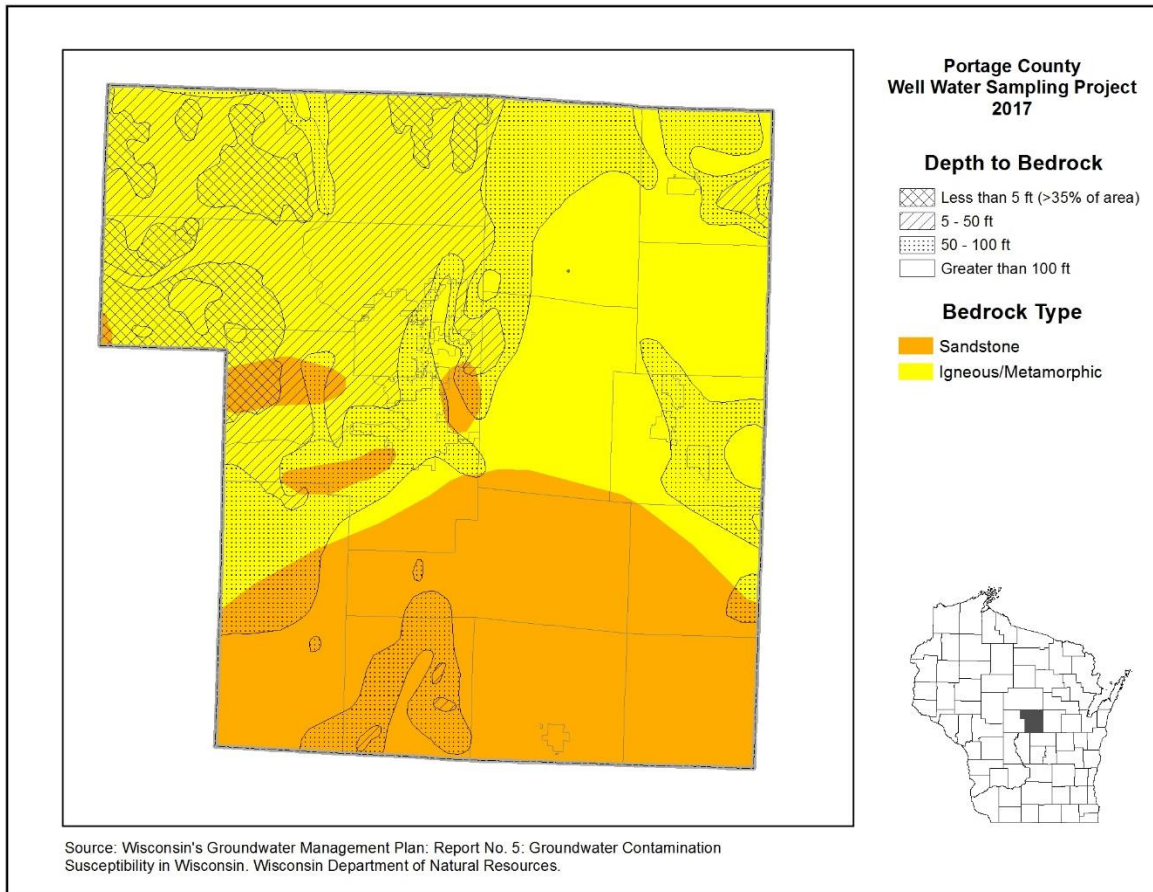 Portage County
Well Water Sampling Project
2017
Depth to Bedrock
Less than 5 ft (>35% of area)
5 - 50 ft
50 - 100 ft
Greater than 100 ft
Bedrock Type
Sandstone
Igneous/Metamorphic
Source: Wisconsin's Groundwater Management Plan: Report No. 5: Groundwater Contamination
Susceptibility in Wisconsin. Wisconsin Department of Natural Resources.